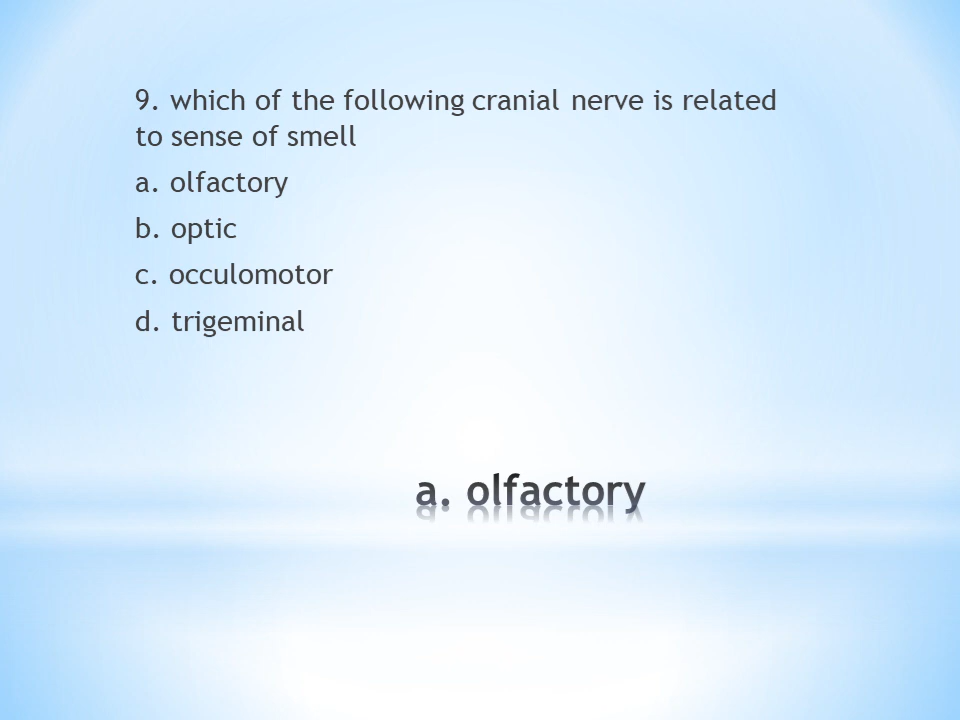 9. which of the following cranial nerve is related
to sense of smell
a. olfactory
b. optic
c. occulomotor
d. trigeminal
a. olfactory